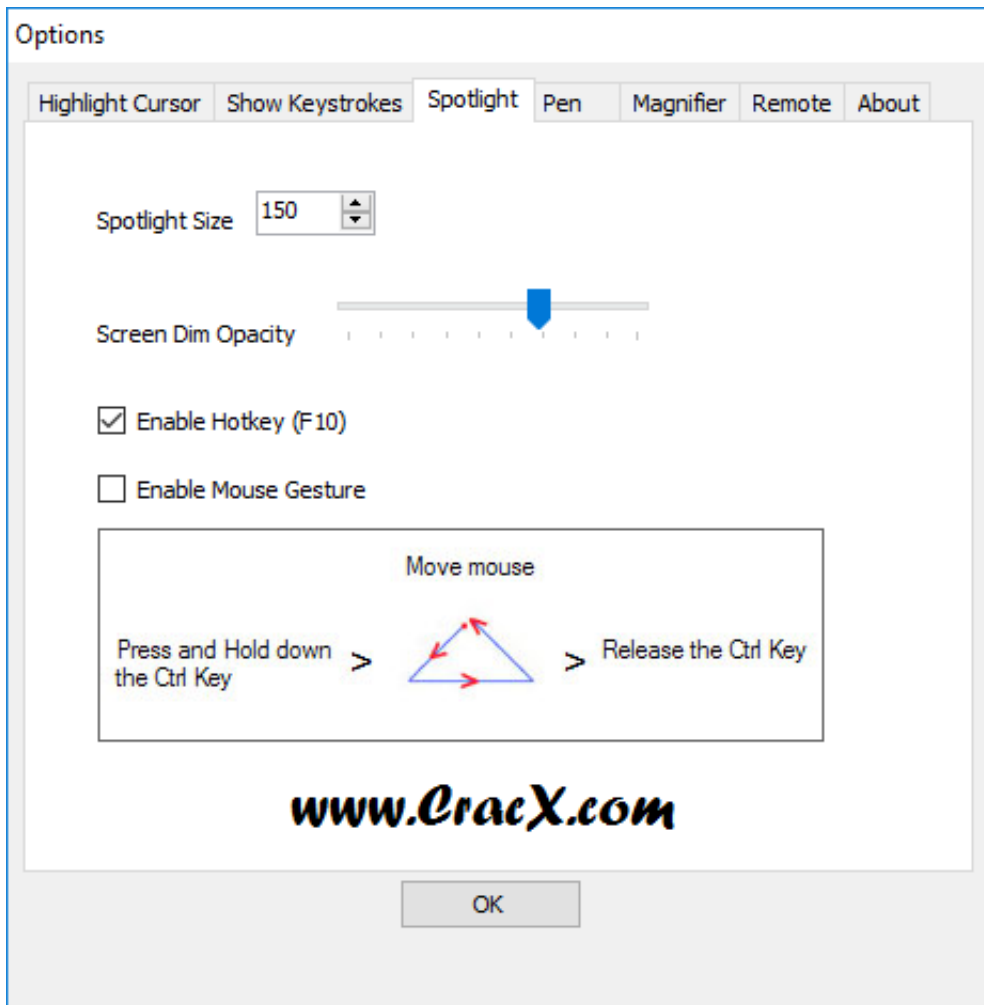 Options
Highlight Cursor Show Keystrokes Spotlight Pen Magnifier Remote About
Spotlight Size 150
Screen Dim Opacity
Enable Hotkey (F10)
Enable Mouse Gesture
Move mouse
Press and Hold down
the Ctrl Key
>
>
Release the Ctrl Key
www.CracX.com
OK